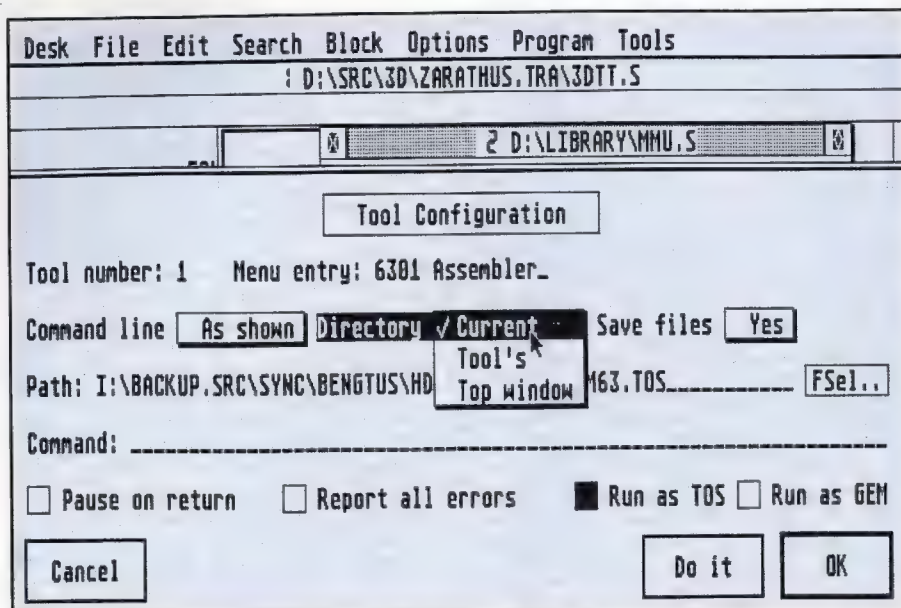 Desk File Edit Search Block Options Program Tools
1 D:\SRC\3D\ZARATHUS.TRA\3DTT.S
2 D:\LIBRARY\MMU.S
Tool Configuration
Tool number: 1 Menu entry: 6301 Assembler_
Command line As shown Directory ✓ Current Save files Yes
Tool's
Top window
Path: I:\BACKUP.SRC\SYNC\BENGTUS\HD M63.TOS__________ FSel..
Command: ______________________________
Pause on return Report all errors Run as TOS Run as GEM
Cancel Do it OK